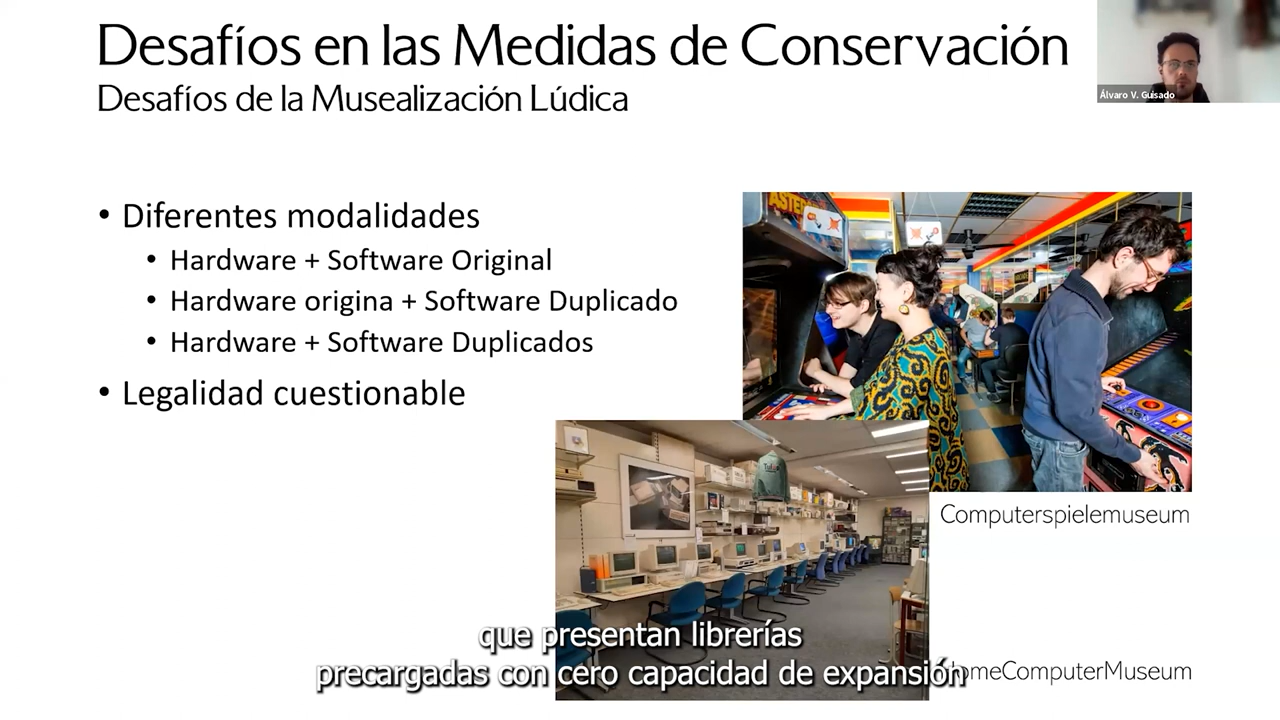 Desafíos en las Medidas de Conservación
Desafíos de la Musealización Lúdica
Álvaro V. Guisado
• Diferentes modalidades
• Hardware + Software Original
• Hardware origina + Software Duplicado
• Hardware + Software Duplicados
• Legalidad cuestionable
Computerspielemuseum
omeComputerMuseum
que presentan librerías
precargadas con cero capacidad de expansión